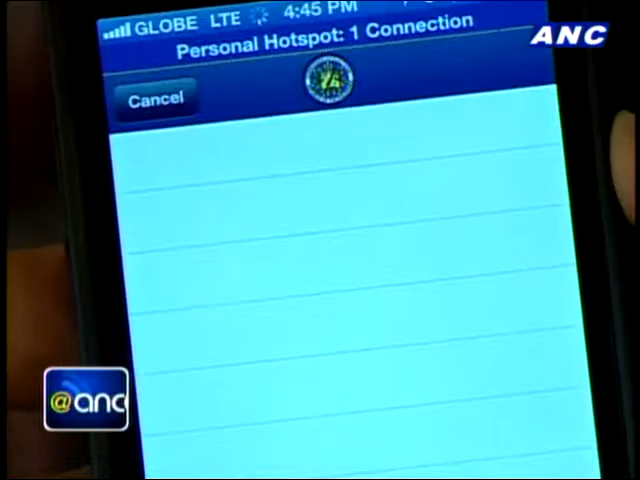 GLOBE LTE 4:45 PM
ANC
Personal Hotspot: 1 Connection
Cancel
@anc